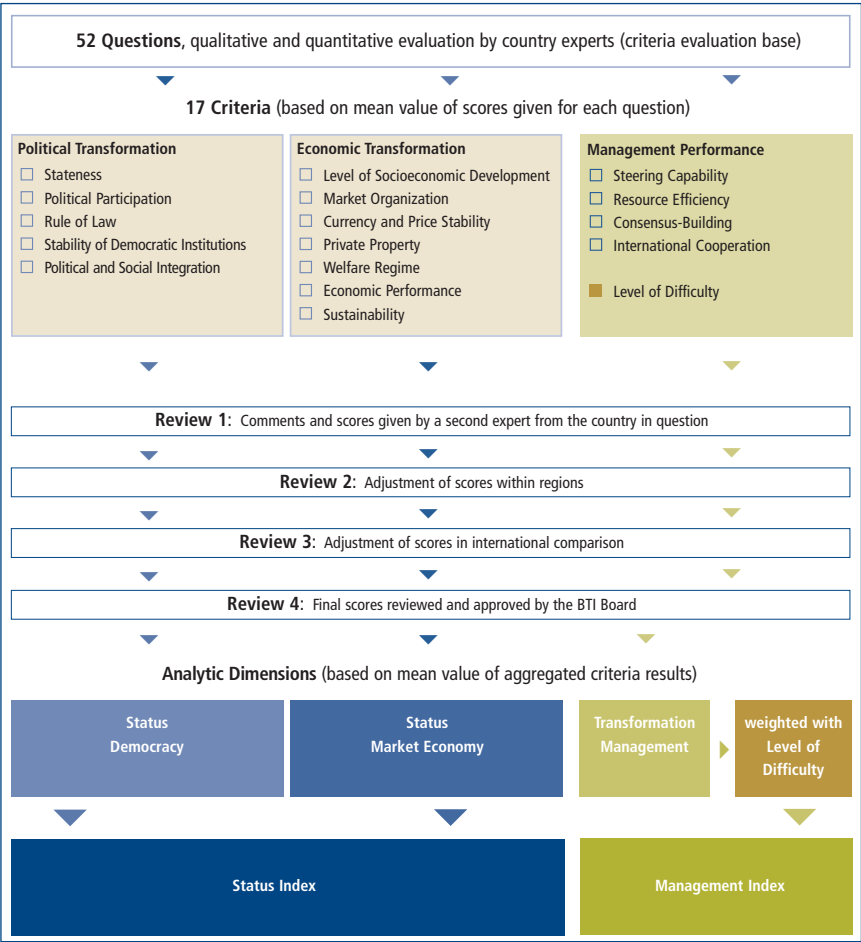 52 Questions, qualitative and quantitative evaluation by country experts (criteria evaluation base)
17 Criteria (based on mean value of scores given for each question)
Political Transformation
Stateness
Political Participation
Rule of Law
Stability of Democratic Institutions
Political and Social Integration
Economic Transformation
Level of Socioeconomic Development
Market Organization
Currency and Price Stability
Private Property
Welfare Regime
Economic Performance
Sustainability
Management Performance
Steering Capability
Resource Efficiency
Consensus-Building
International Cooperation
Level of Difficulty
Review 1: Comments and scores given by a second expert from the country in question
Review 2: Adjustment of scores within regions
Review 3: Adjustment of scores in international comparison
Review 4: Final scores reviewed and approved by the BTI Board
Analytic Dimensions (based on mean value of aggregated criteria results)
Status
Democracy
Status
Market Economy
Transformation
Management
weighted with
Level of
Difficulty
Status Index
Management Index